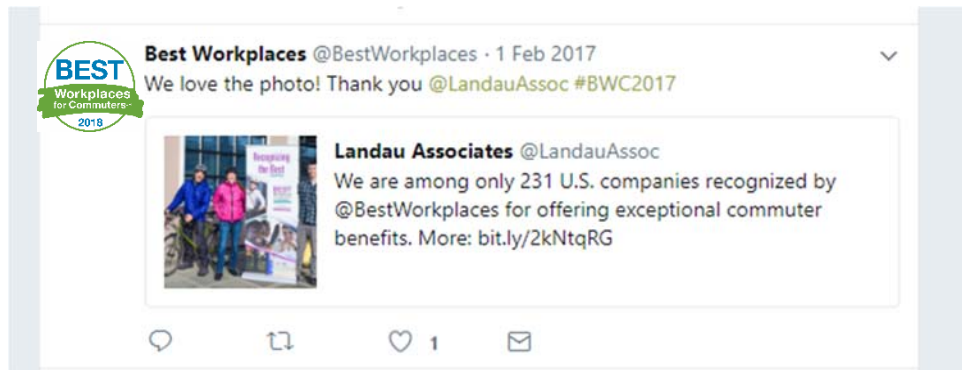 BEST
Workplaces
for Commuters
2018
Best Workplaces @BestWorkplaces · 1 Feb 2017
We love the photo! Thank you @LandauAssoc #BWC2017
Recognizing
the Best
BEST
Landau Associates @LandauAssoc
We are among only 231 U.S. companies recognized by
@BestWorkplaces for offering exceptional commuter
benefits. More: bit.ly/2kNtqRG
1